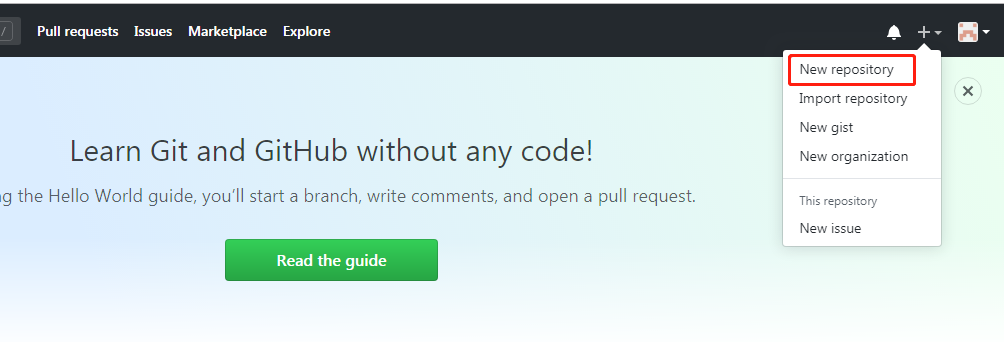 / Pull requests Issues Marketplace Explore
New repository
Import repository
New gist
New organization
This repository
New issue
Learn Git and GitHub without any code!
the Hello World guide, you’ll start a branch, write comments, and open a pull request.
Read the guide